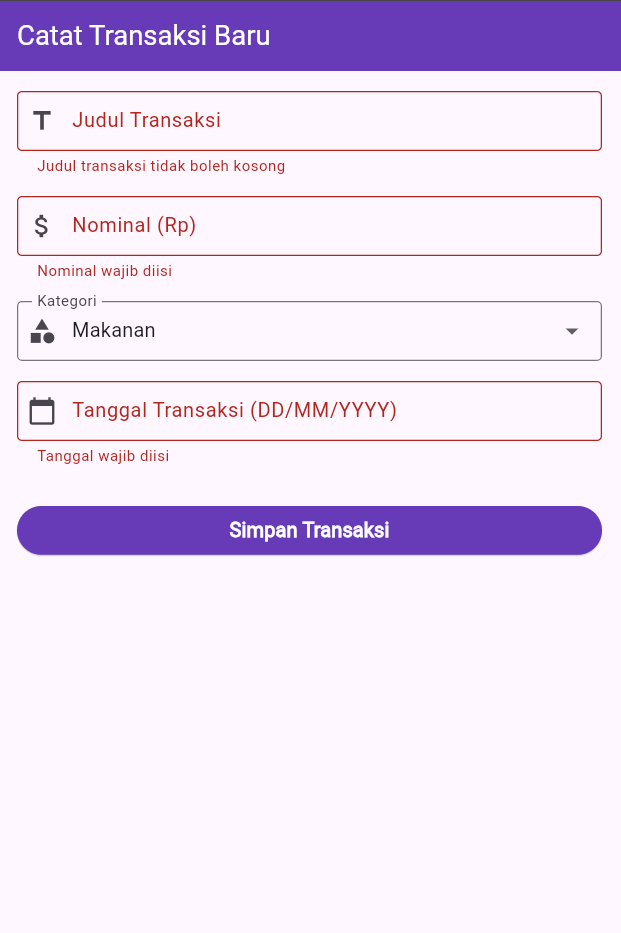 Catat Transaksi Baru
Judul Transaksi
Judul transaksi tidak boleh kosong
Nominal (Rp)
Nominal wajib diisi
Kategori
Makanan
Tanggal Transaksi (DD/MM/YYYY)
Tanggal wajib diisi
Simpan Transaksi